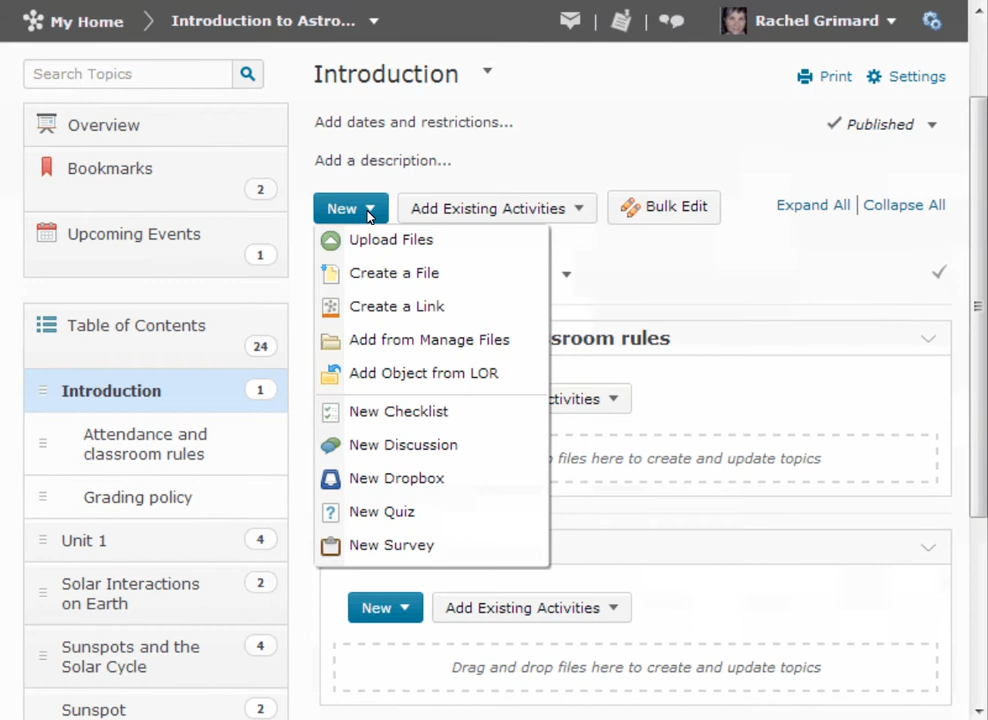 My Home
Introduction to Astro...
Rachel Grimard
Search Topics
Overview
Bookmarks
2
Upcoming Events
1
Table of Contents
24
Introduction
1
Attendance and
classroom rules
Grading policy
Unit 1
4
Solar Interactions
on Earth
2
Sunspots and the
Solar Cycle
4
Sunspot
2
Introduction
Print
Settings
Add dates and restrictions...
Published
Add a description...
New
Add Existing Activities
Bulk Edit
Expand All
Collapse All
Upload Files
Create a File
Create a Link
Add from Manage Files
Add Object from LOR
New Checklist
New Discussion
New Dropbox
New Quiz
New Survey
sroom rules
ctivities
files here to create and update topics
New
Add Existing Activities
Drag and drop files here to create and update topics